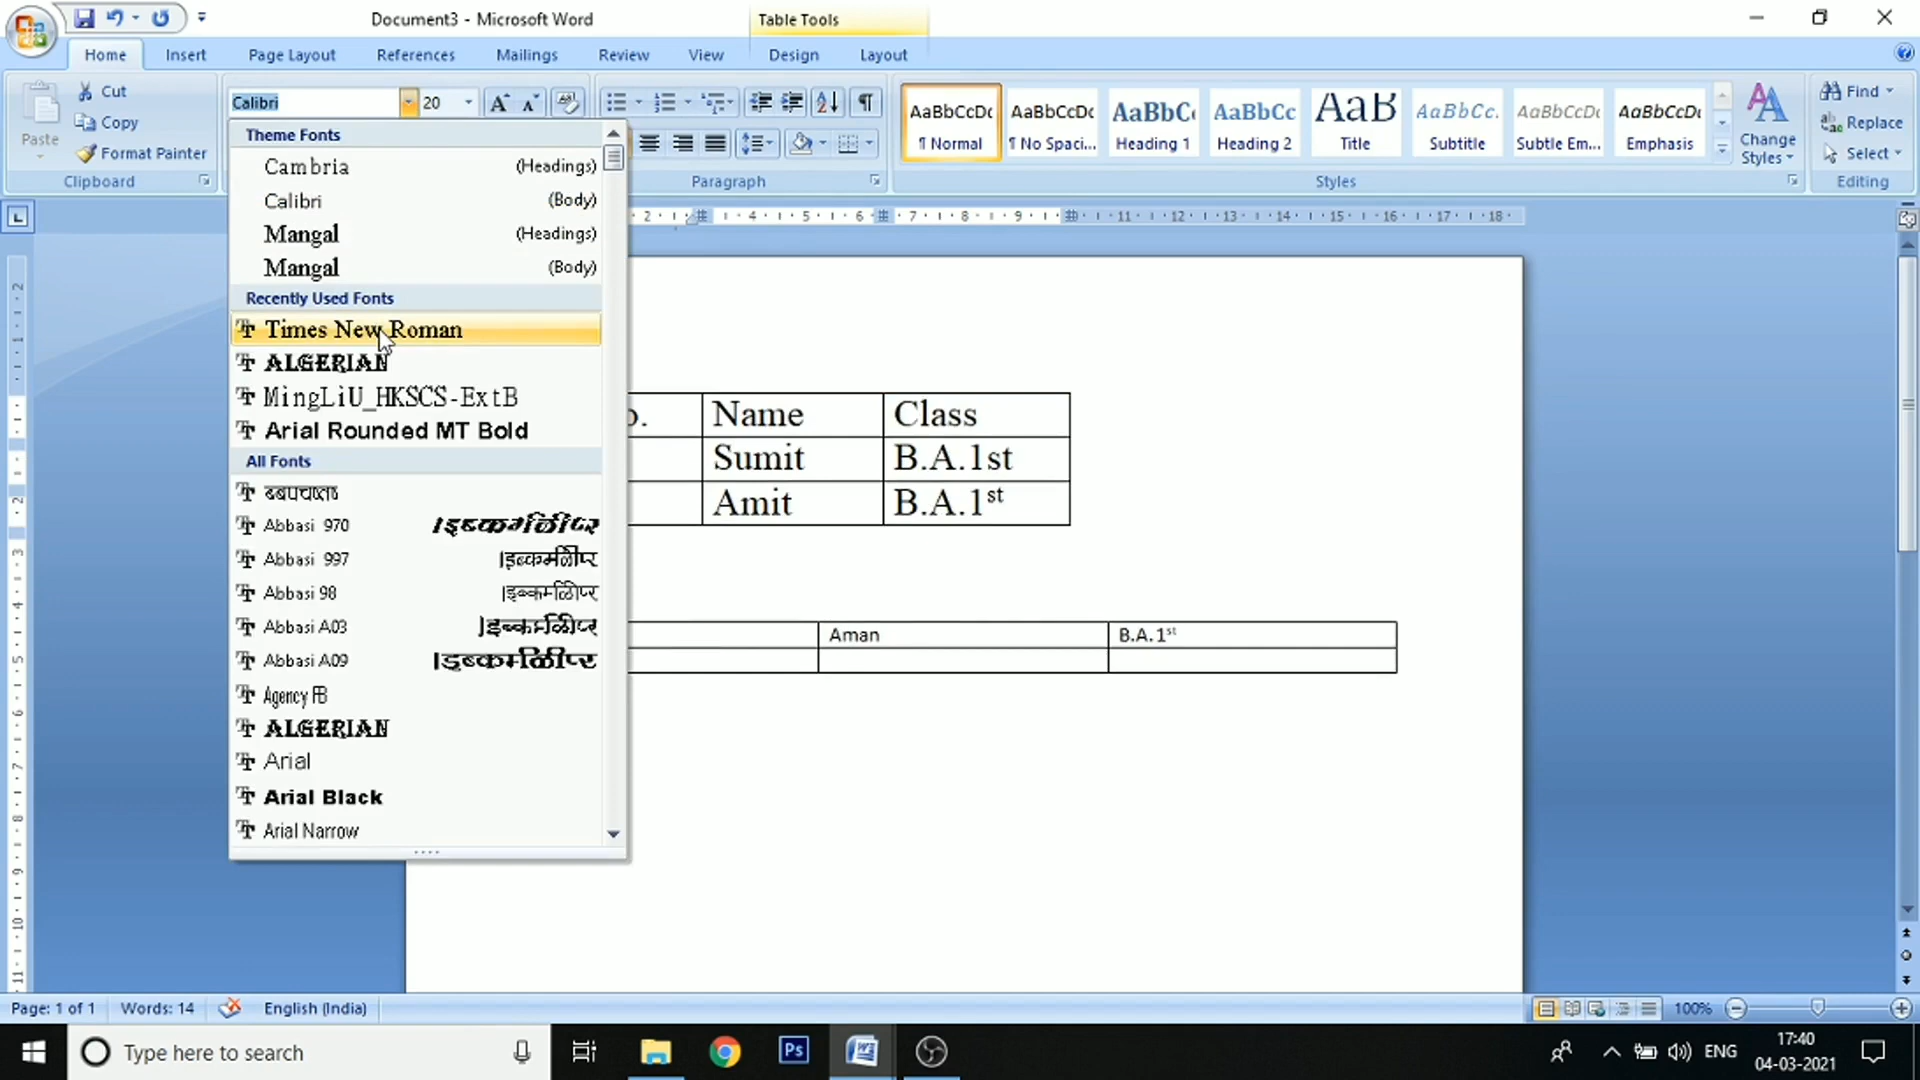 Document3 - Microsoft Word
Table Tools
Home Insert Page Layout References Mailings Review View Design Layout
Paste
Cut
Copy
Format Painter
Clipboard
Calibri 20
Paragraph
AaBbCcDc AaBbCcDc AaBbC AaBbCc AaB AaBbCc. AaBbCcDc AaBbCcDc
¶ Normal ¶ No Spaci... Heading 1 Heading 2 Title Subtitle Subtle Em... Emphasis
Styles
Change Styles
Find
Replace
Select
Editing
Theme Fonts
Cambria (Headings)
Calibri (Body)
Mangal (Headings)
Mangal (Body)
Recently Used Fonts
Times New Roman
ALGERIAN
MingLiU_HKSCS-ExtB
Arial Rounded MT Bold
All Fonts
Abbasi 970
Abbasi 997
Abbasi 98
Abbasi A03
Abbasi A09
Agency FB
ALGERIAN
Arial
Arial Black
Arial Narrow
o. Name Class
Sumit B.A.1st
Amit B.A.1st
Aman B.A.1st
Page: 1 of 1 Words: 14 English (India) 100%
Type here to search
Ps
ENG
17:40
04-03-2021